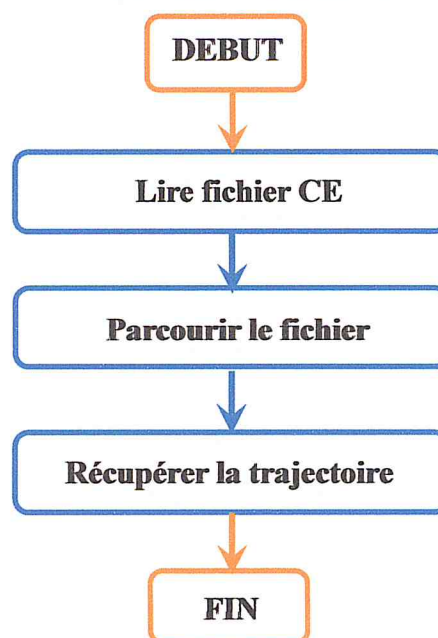 DEBUT
Lire fichier CE
Parcourir le fichier
Récupérer la trajectoire
FIN